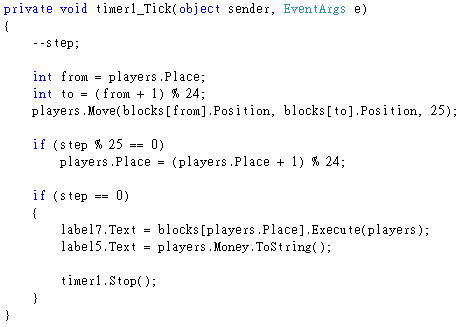 private void timer1_Tick(object sender, EventArgs e)
{
--step;
int from = players.Place;
int to = (from + 1) % 24;
players.Move(blocks[from].Position, blocks[to].Position, 25);
if (step % 25 == 0)
players.Place = (players.Place + 1) % 24;
if (step == 0)
{
label7.Text = blocks[players.Place].Execute(players);
label5.Text = players.Money.ToString();
timer1.Stop();
}
}